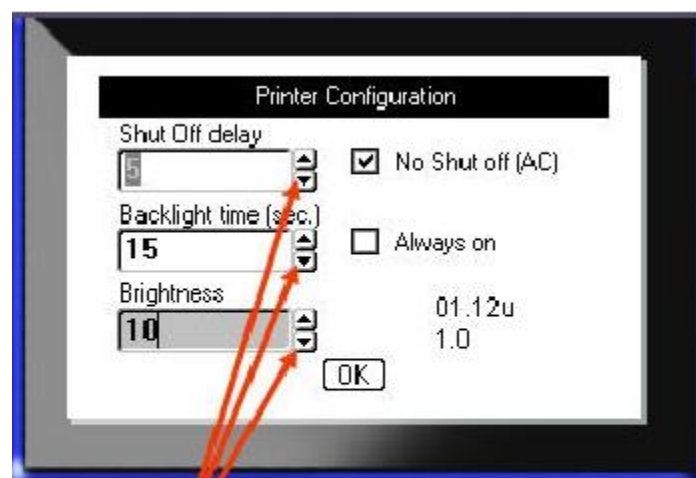 Printer Configuration
Shut Off delay
5
No Shut off (AC)
Backlight time (sec.)
15
Always on
Brightness
10
01.12u
1.0
OK